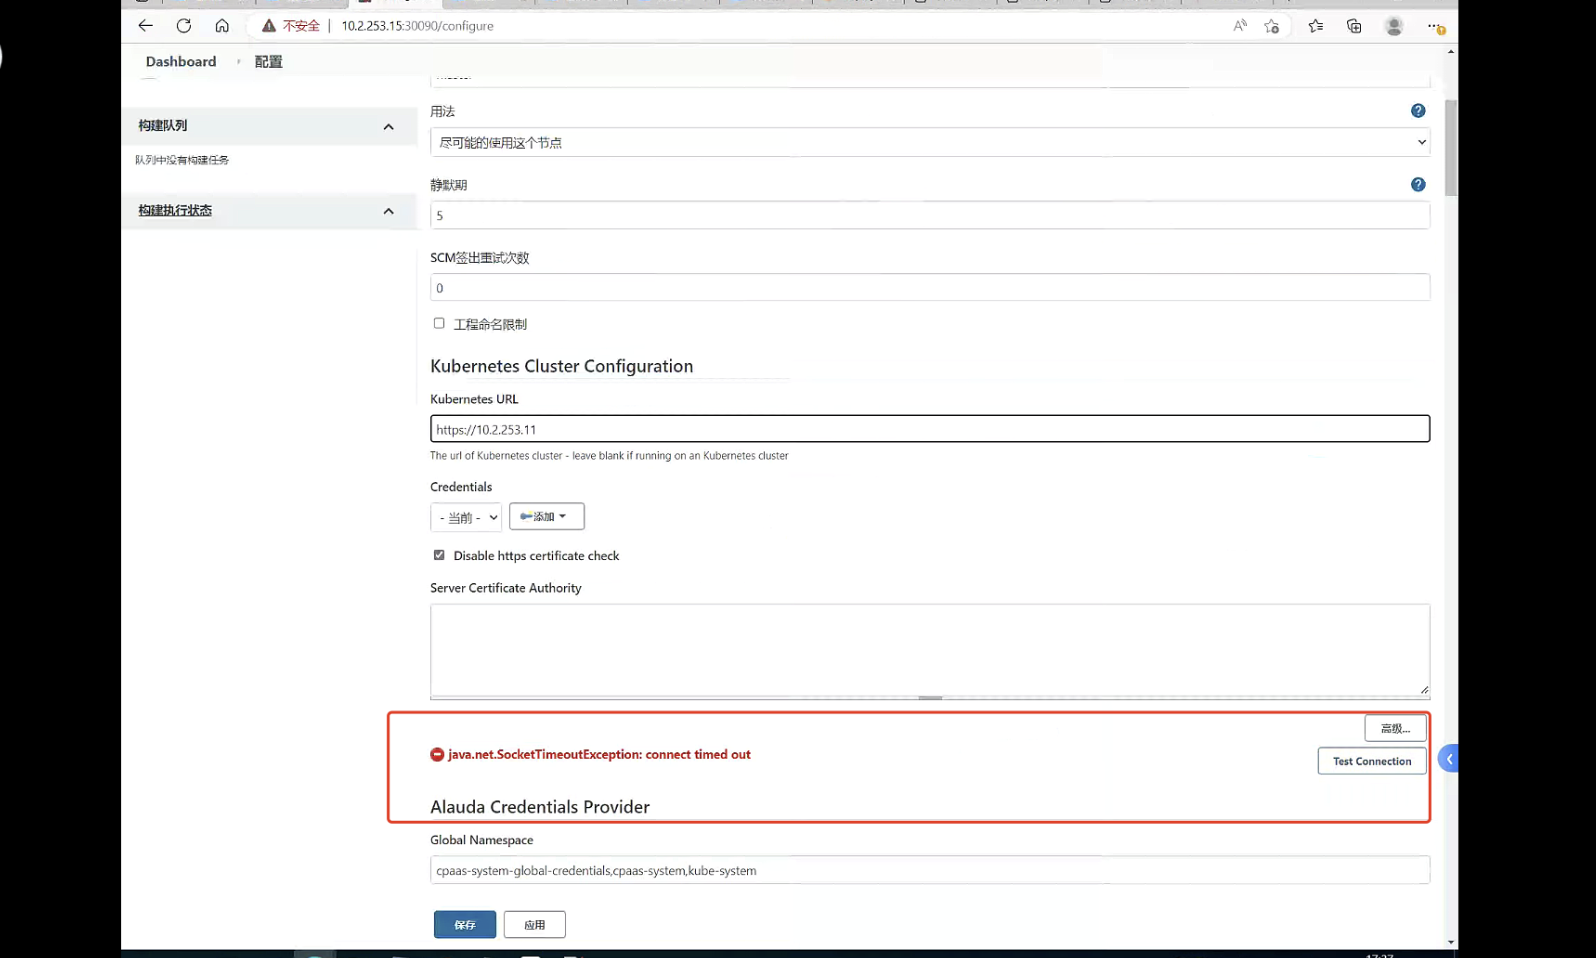 不安全
10.2.253.15:30090/configure
Dashboard
配置
构建队列
队列中没有构建任务
构建执行状态
用法
尽可能的使用这个节点
静默期
5
SCM签出重试次数
0
工程命名限制
Kubernetes Cluster Configuration
Kubernetes URL
https://10.2.253.11
The url of Kubernetes cluster - leave blank if running on an Kubernetes cluster
Credentials
- 当前 -
添加
Disable https certificate check
Server Certificate Authority
高级...
java.net.SocketTimeoutException: connect timed out
Test Connection
Alauda Credentials Provider
Global Namespace
cpaas-system-global-credentials,cpaas-system,kube-system
保存
应用